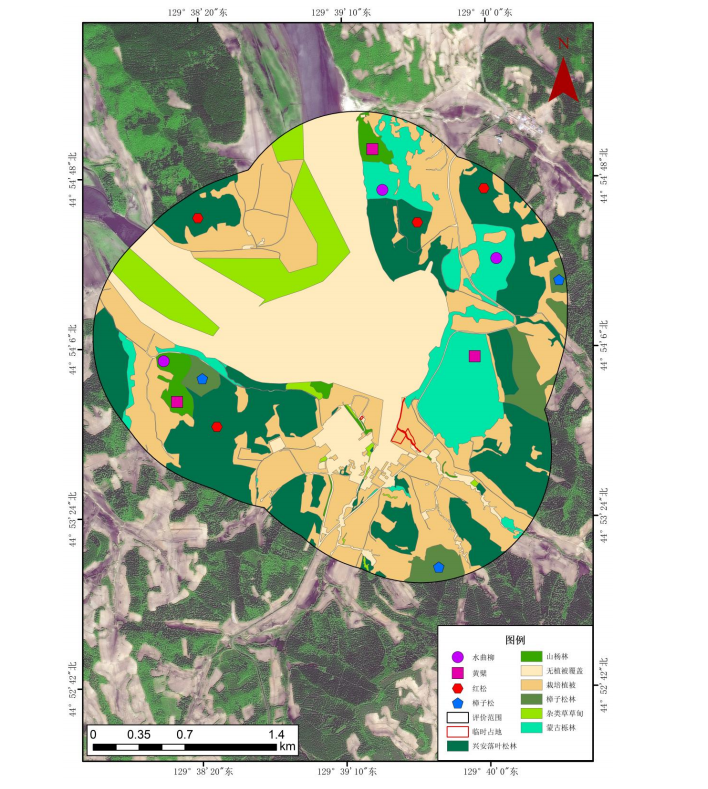 129° 38′20″东
129° 39′10″东
129° 40′0″东
N
44° 54′48″北
44° 54′48″北
44° 54′6″北
44° 54′6″北
44° 53′24″北
44° 53′24″北
44° 52′42″北
44° 52′42″北
图例
水曲柳
黄檗
红松
樟子松
评价范围
临时占地
兴安落叶松林
山杨林
无植被覆盖
栽培植被
樟子松林
杂类草草甸
蒙古栎林
0 0.35 0.7 1.4
km
129° 38′20″东
129° 39′10″东
129° 40′0″东